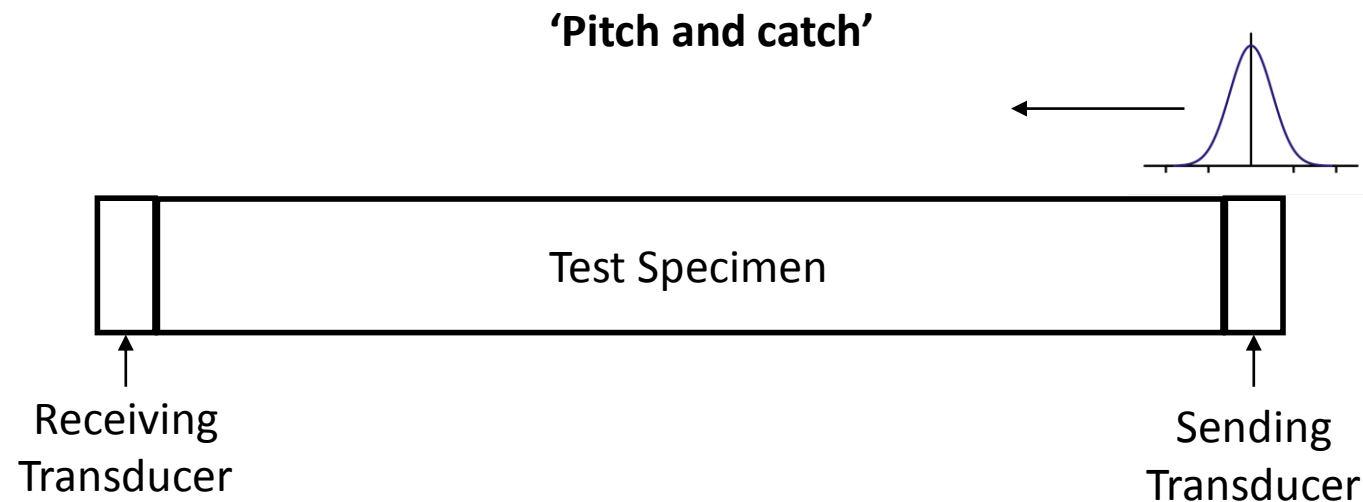 ‘Pitch and catch’
Test Specimen
Receiving
Transducer
Sending
Transducer